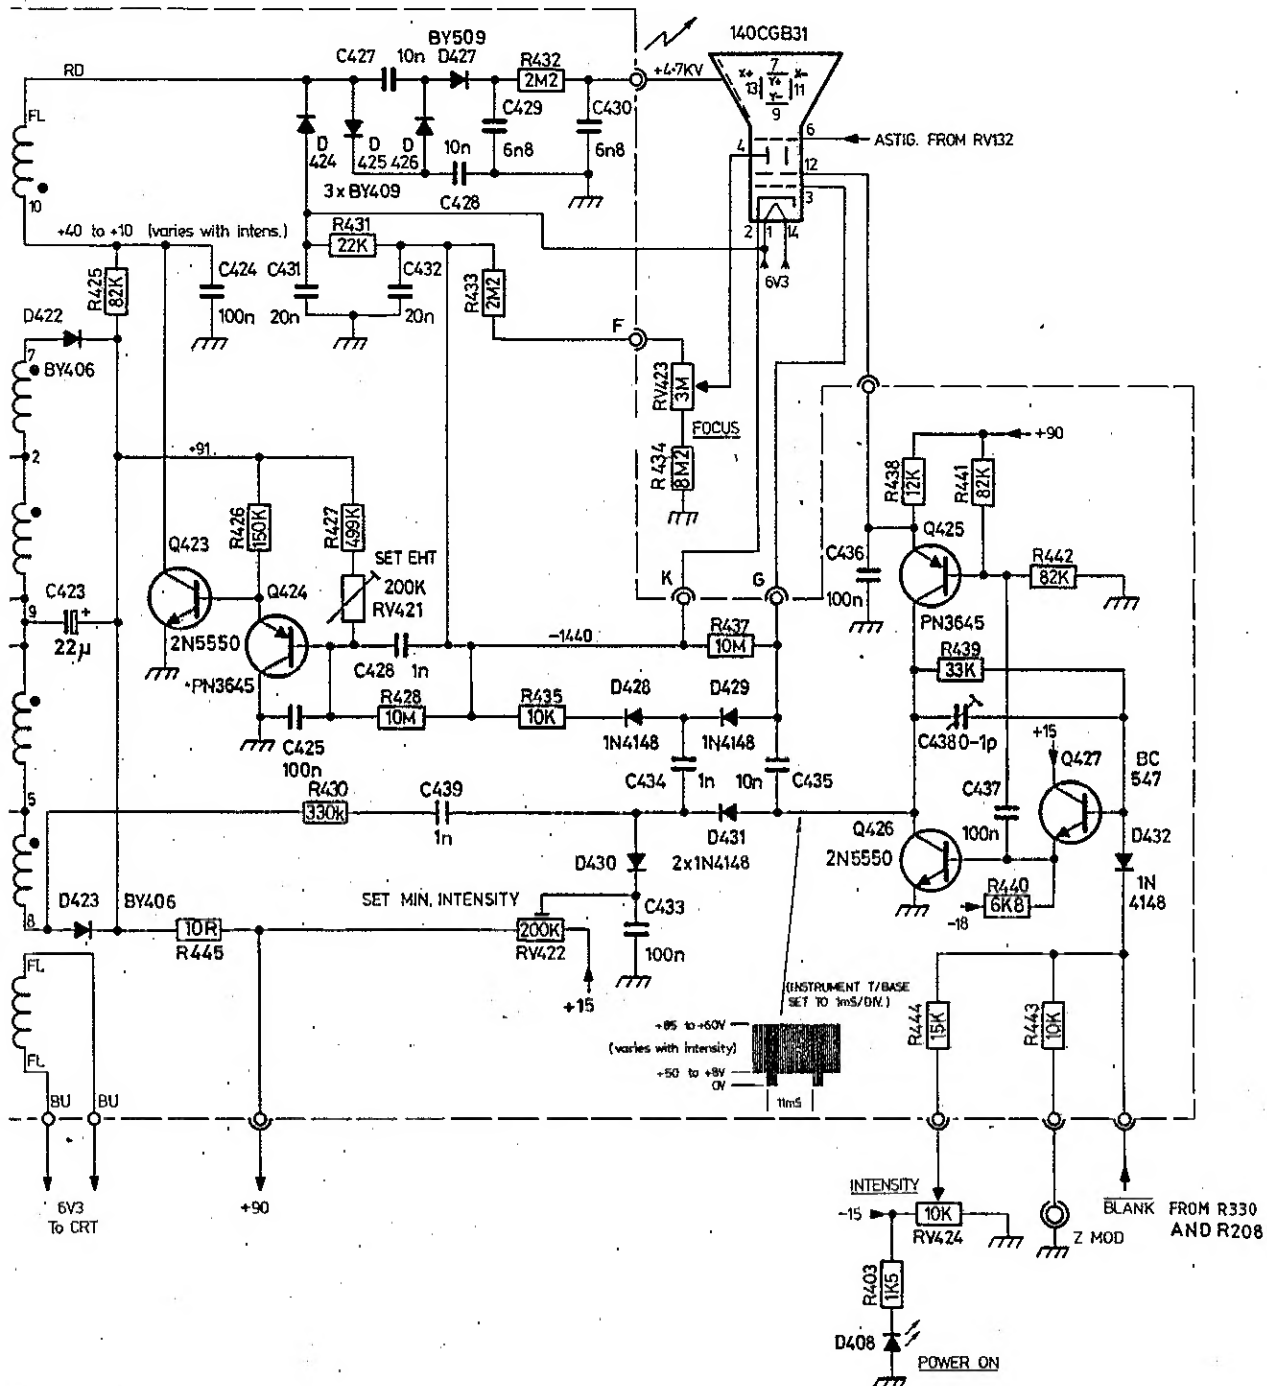 140CGB31
BY509
C427 10n D427 R432
RD
2M2
+4·7KV
X+ 7 X-
13 Y+ 11
Y-
9
FL
C429
C430
6
ASTIG. FROM RV132
D
424
D
425
D
426
10n
6n8
6n8
4
12
3 x BY409
C428
3
10
2 1 14
+40 to +10 (varies with intens.)
R431
22K
6V3
R425
82K
C424
C431
C432
R433
2M2
100n
20n
20n
D422
F
7
BY406
RV423
3M
FOCUS
+90
2
+91
R434
8M2
R438
12K
R441
82K
R426
150K
R427
499K
Q423
SET EHT
200K
RV421
Q425
C436
100n
R442
82K
C423
Q424
K
G
9
+
22µ
2N5550
-1440
R437
10M
PN3645
PN3645
C428 1n
R439
33K
R428
10M
R435
10K
D428
D429
C425
100n
1N4148
1N4148
C438 0-1p
+15
Q427
BC
547
C434
1n
10n
C435
R430
330k
C439
1n
5
C437
100n
D431
2x1N4148
Q426
2N5550
D432
1N
4148
D430
R440
6K8
-18
D423
BY406
SET MIN, INTENSITY
C433
100n
8
10R
R445
200K
RV422
+15
FL
(INSTRUMENT T/BASE
SET TO 1mS/DIV.)
R444
15K
R443
10K
+85 to +60V
(varies with intensity)
+50 to +8V
0V
11mS
FL
BU
BU
6V3
To CRT
+90
INTENSITY
-15
10K
RV424
Z MOD
BLANK FROM R330
AND R208
R403
1K5
D408
POWER ON